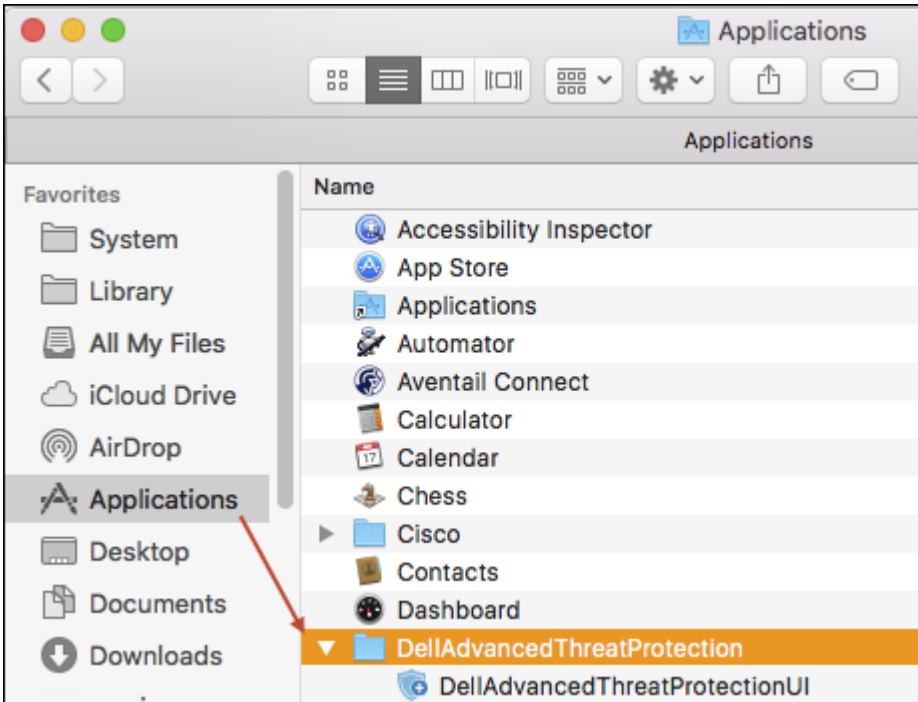 Applications
Applications
Favorites
System
Library
All My Files
iCloud Drive
AirDrop
Applications
Desktop
Documents
Downloads
Name
Accessibility Inspector
App Store
Applications
Automator
Aventail Connect
Calculator
17
Calendar
Chess
Cisco
Contacts
Dashboard
DellAdvancedThreatProtection
DellAdvancedThreatProtectionUI